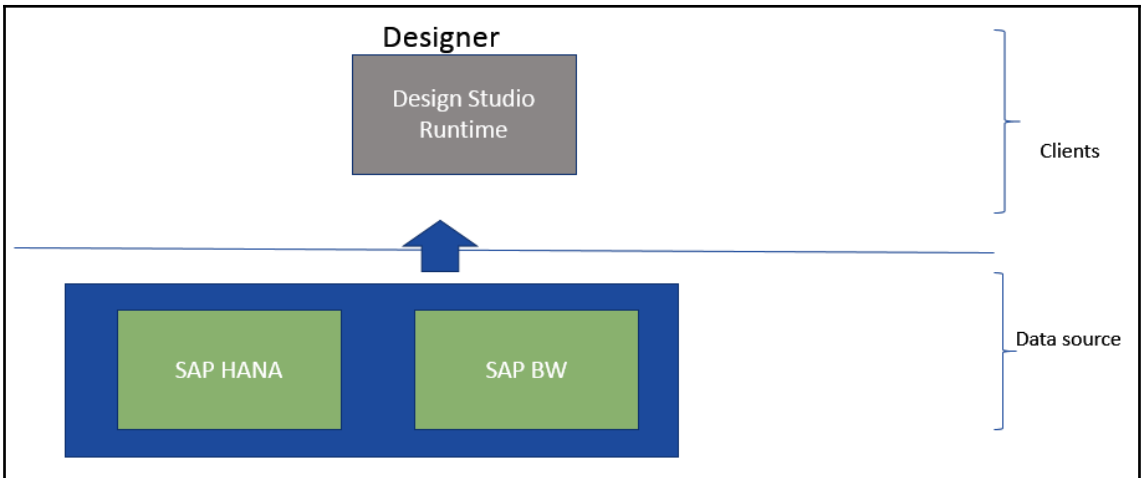 Designer
Design Studio
Runtime
Clients
Data source
SAP HANA
SAP BW